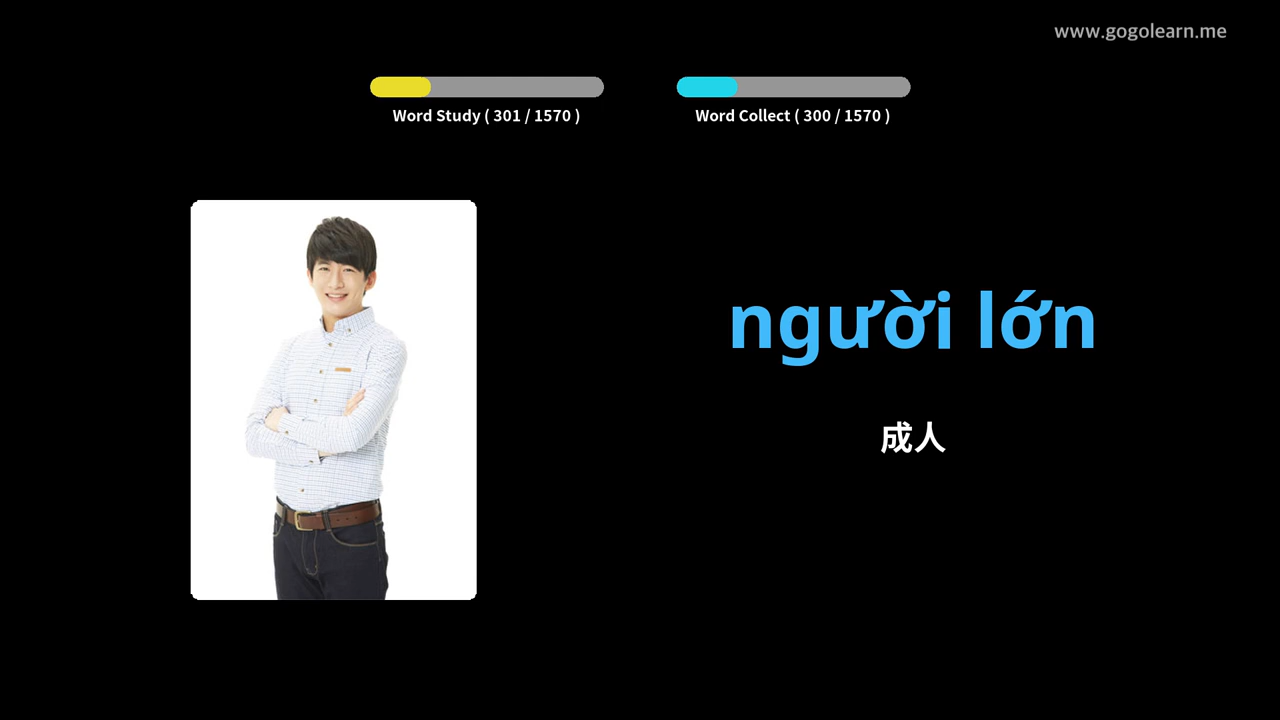 www.gogolearn.me
Word Study ( 301 / 1570 )
Word Collect ( 300 / 1570 )
người lớn
成人